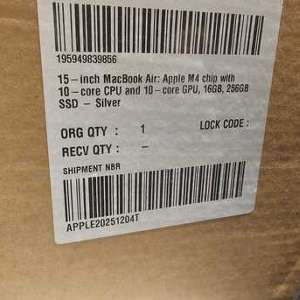 195949839856
15-inch MacBook Air: Apple M4 chip with
10-core CPU and 10-core GPU, 16GB, 256GB
SSD - Silver
ORG QTY : 1 LOCK CODE :
RECV QTY : -
SHIPMENT NBR
APPLE20251204T